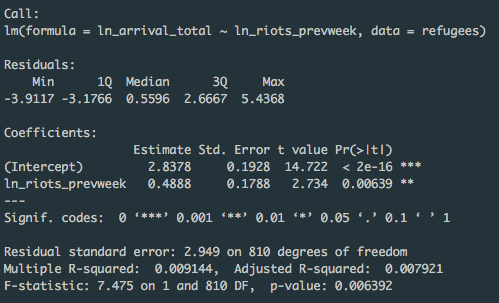 Call:
lm(formula = ln_arrival_total ~ ln_riots_prevweek, data = refugees)
Residuals:
    Min      1Q  Median      3Q     Max
-3.9117 -3.1766  0.5596  2.6667  5.4368
Coefficients:
                  Estimate Std. Error t value Pr(>|t|)
(Intercept)         2.8378     0.1928  14.722  < 2e-16 ***
ln_riots_prevweek   0.4888     0.1788   2.734  0.00639 **
---
Signif. codes:  0 ‘***’ 0.001 ‘**’ 0.01 ‘*’ 0.05 ‘.’ 0.1 ‘ ’ 1
Residual standard error: 2.949 on 810 degrees of freedom
Multiple R-squared:  0.009144,  Adjusted R-squared:  0.007921
F-statistic: 7.475 on 1 and 810 DF,  p-value: 0.006392